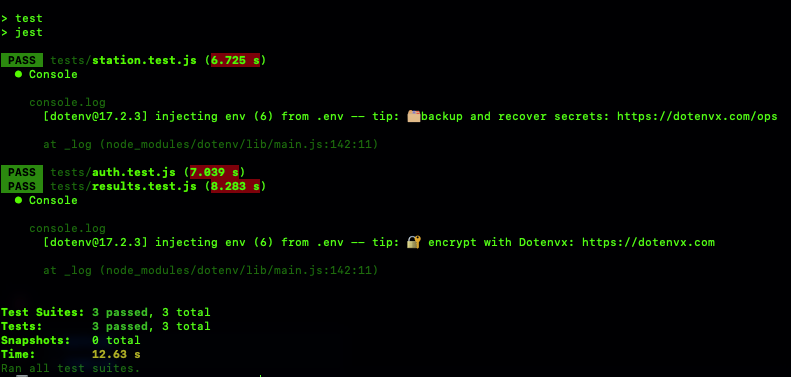 > test
> jest
PASS tests/station.test.js (6.725 s)
● Console
console.log
[dotenv@17.2.3] injecting env (6) from .env -- tip: 🗂️backup and recover secrets: https://dotenvx.com/ops
at _log (node_modules/dotenv/lib/main.js:142:11)
PASS tests/auth.test.js (7.039 s)
PASS tests/results.test.js (8.283 s)
● Console
console.log
[dotenv@17.2.3] injecting env (6) from .env -- tip: 🔐 encrypt with Dotenvx: https://dotenvx.com
at _log (node_modules/dotenv/lib/main.js:142:11)
Test Suites: 3 passed, 3 total
Tests: 3 passed, 3 total
Snapshots: 0 total
Time: 12.63 s
Ran all test suites.